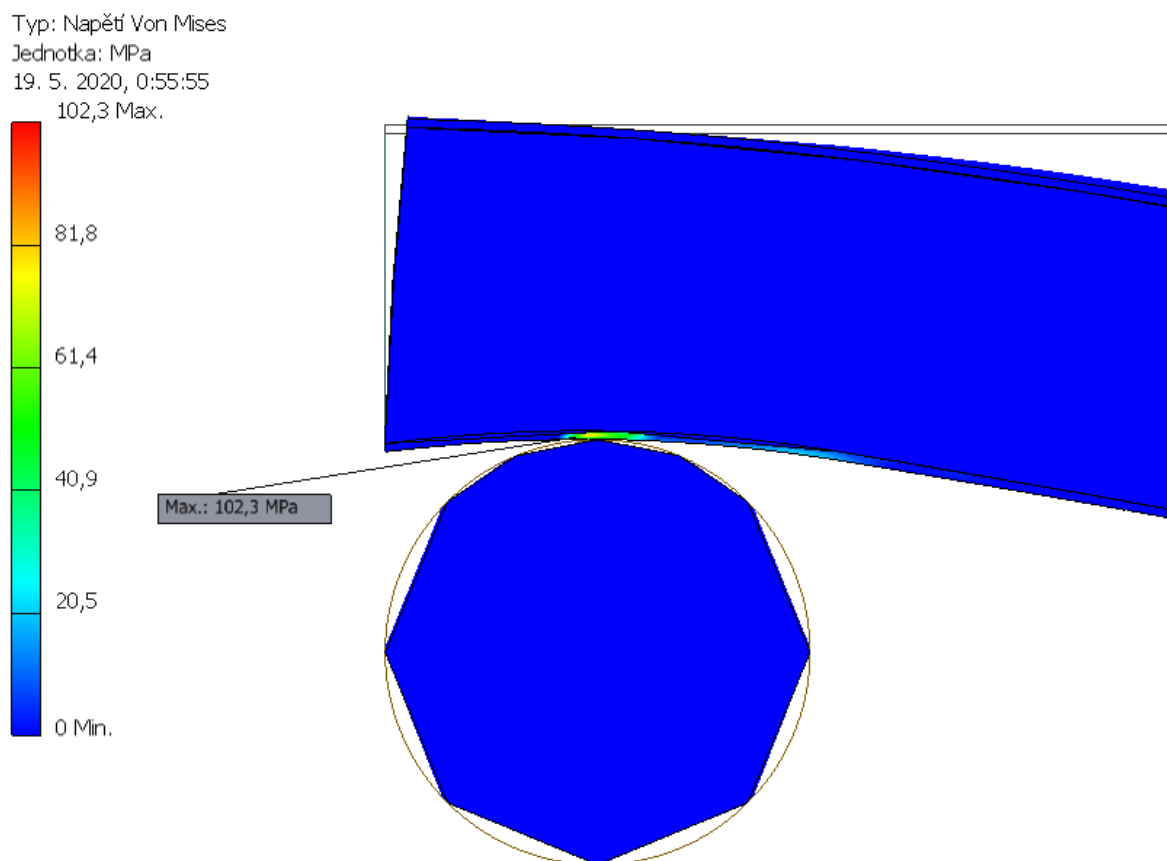 Typ: Napětí Von Mises
Jednotka: MPa
19. 5. 2020, 0:55:55
102,3 Max.
81,8
61,4
40,9
20,5
0 Min.
Max.: 102,3 MPa